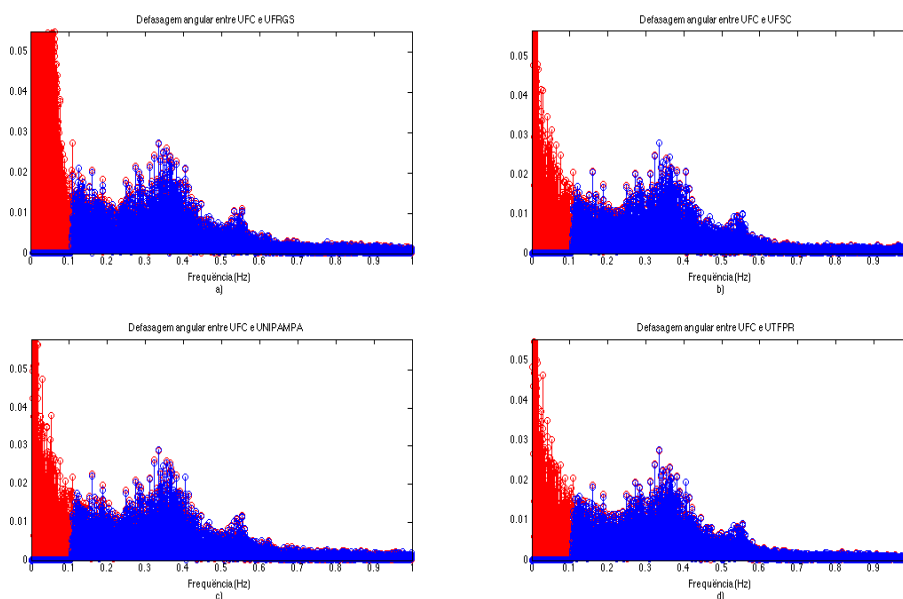 Defasagem angular entre UFC e UFRGS
0.05
0.04
0.03
0.02
0.01
0
0 0.1 0.2 0.3 0.4 0.5 0.6 0.7 0.8 0.9 1
Frequëncia(Hz)
a)
Defasagem angular entre UFC e UFSC
0.05
0.04
0.03
0.02
0.01
0
0 0.1 0.2 0.3 0.4 0.5 0.6 0.7 0.8 0.9
Frequëncia(Hz)
b)
Defasagem angular entre UFC e UNIPAMPA
0.05
0.04
0.03
0.02
0.01
0
0 0.1 0.2 0.3 0.4 0.5 0.6 0.7 0.8 0.9 1
Frequëncia(Hz)
c)
Defasagem angular entre UFC e UTFPR
0.05
0.04
0.03
0.02
0.01
0
0 0.1 0.2 0.3 0.4 0.5 0.6 0.7 0.8 0.9
Frequëncia(Hz)
d)